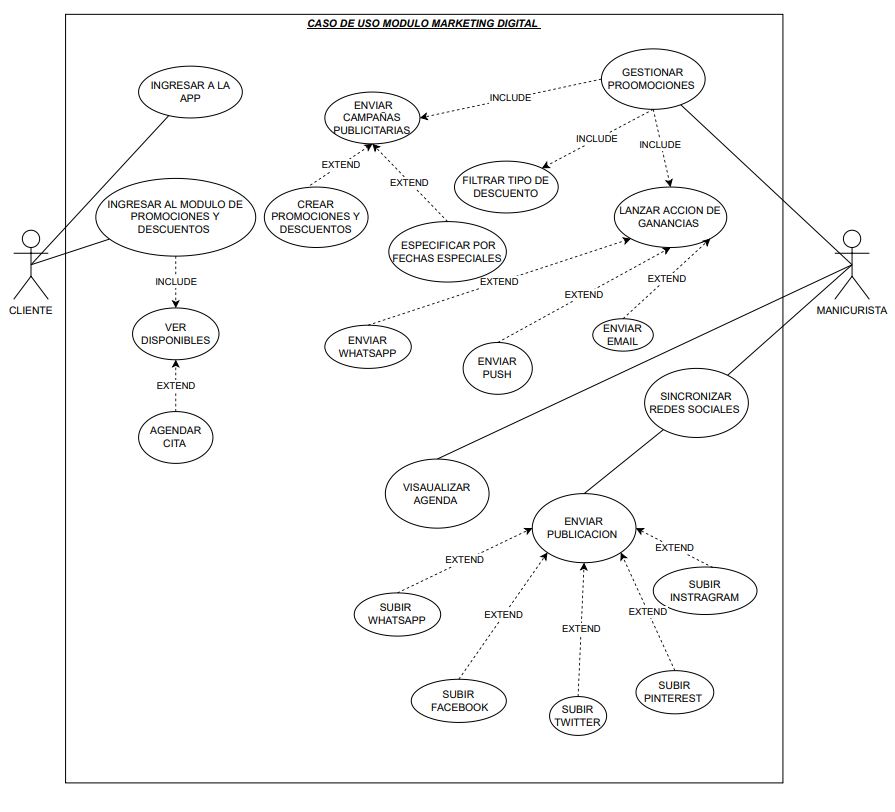 CASO DE USO MODULO MARKETING DIGITAL
INGRESAR A LA
APP
GESTIONAR
PROOMOCIONES
INCLUDE
ENVIAR
CAMPAÑAS
PUBLICITARIAS
INCLUDE
INCLUDE
EXTEND
EXTEND
FILTRAR TIPO DE
DESCUENTO
INGRESAR AL MODULO DE
PROMOCIONES Y
DESCUENTOS
CREAR
PROMOCIONES Y
DESCUENTOS
LANZAR ACCION DE
GANANCIAS
ESPECIFICAR POR
FECHAS ESPECIALES
INCLUDE
EXTEND
EXTEND
EXTEND
CLIENTE
MANICURISTA
VER
DISPONIBLES
ENVIAR
WHATSAPP
ENVIAR
EMAIL
ENVIAR
PUSH
EXTEND
SINCRONIZAR
REDES SOCIALES
AGENDAR
CITA
VISAUALIZAR
AGENDA
ENVIAR
PUBLICACION
EXTEND
EXTEND
SUBIR
INSTRAGRAM
SUBIR
WHATSAPP
EXTEND
EXTEND
EXTEND
SUBIR
FACEBOOK
SUBIR
PINTEREST
SUBIR
TWITTER